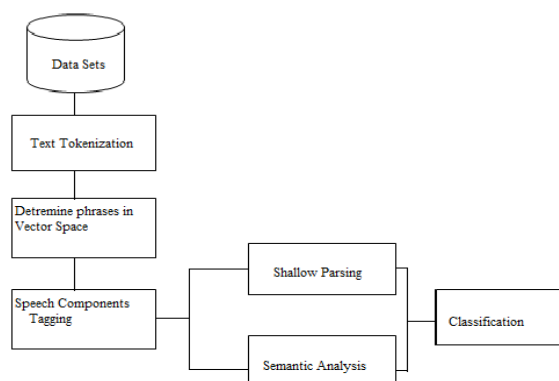 Data Sets
Text Tokenization
Detremine phrases in
Vector Space
Speech Components
Tagging
Shallow Parsing
Semantic Analysis
Classification